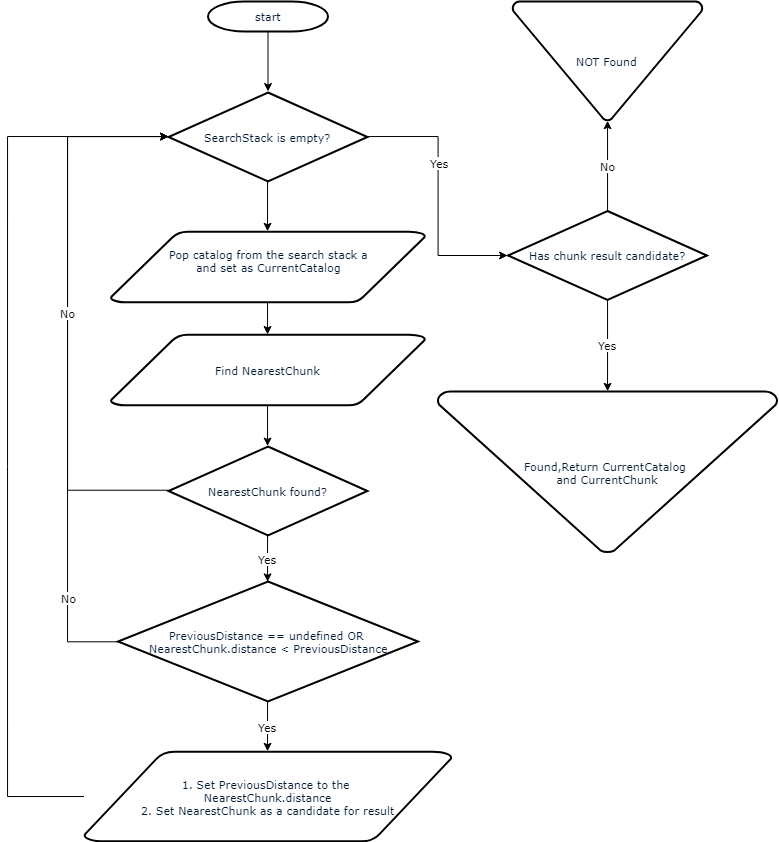 start
NOT Found
SearchStack is empty?
Yes
No
Pop catalog from the search stack a
and set as CurrentCatalog
Has chunk result candidate?
No
Yes
Find NearestChunk
Found,Return CurrentCatalog
and CurrentChunk
NearestChunk found?
Yes
No
PreviousDistance == undefined OR
NearestChunk.distance < PreviousDistance
Yes
1. Set PreviousDistance to the
NearestChunk.distance
2. Set NearestChunk as a candidate for result